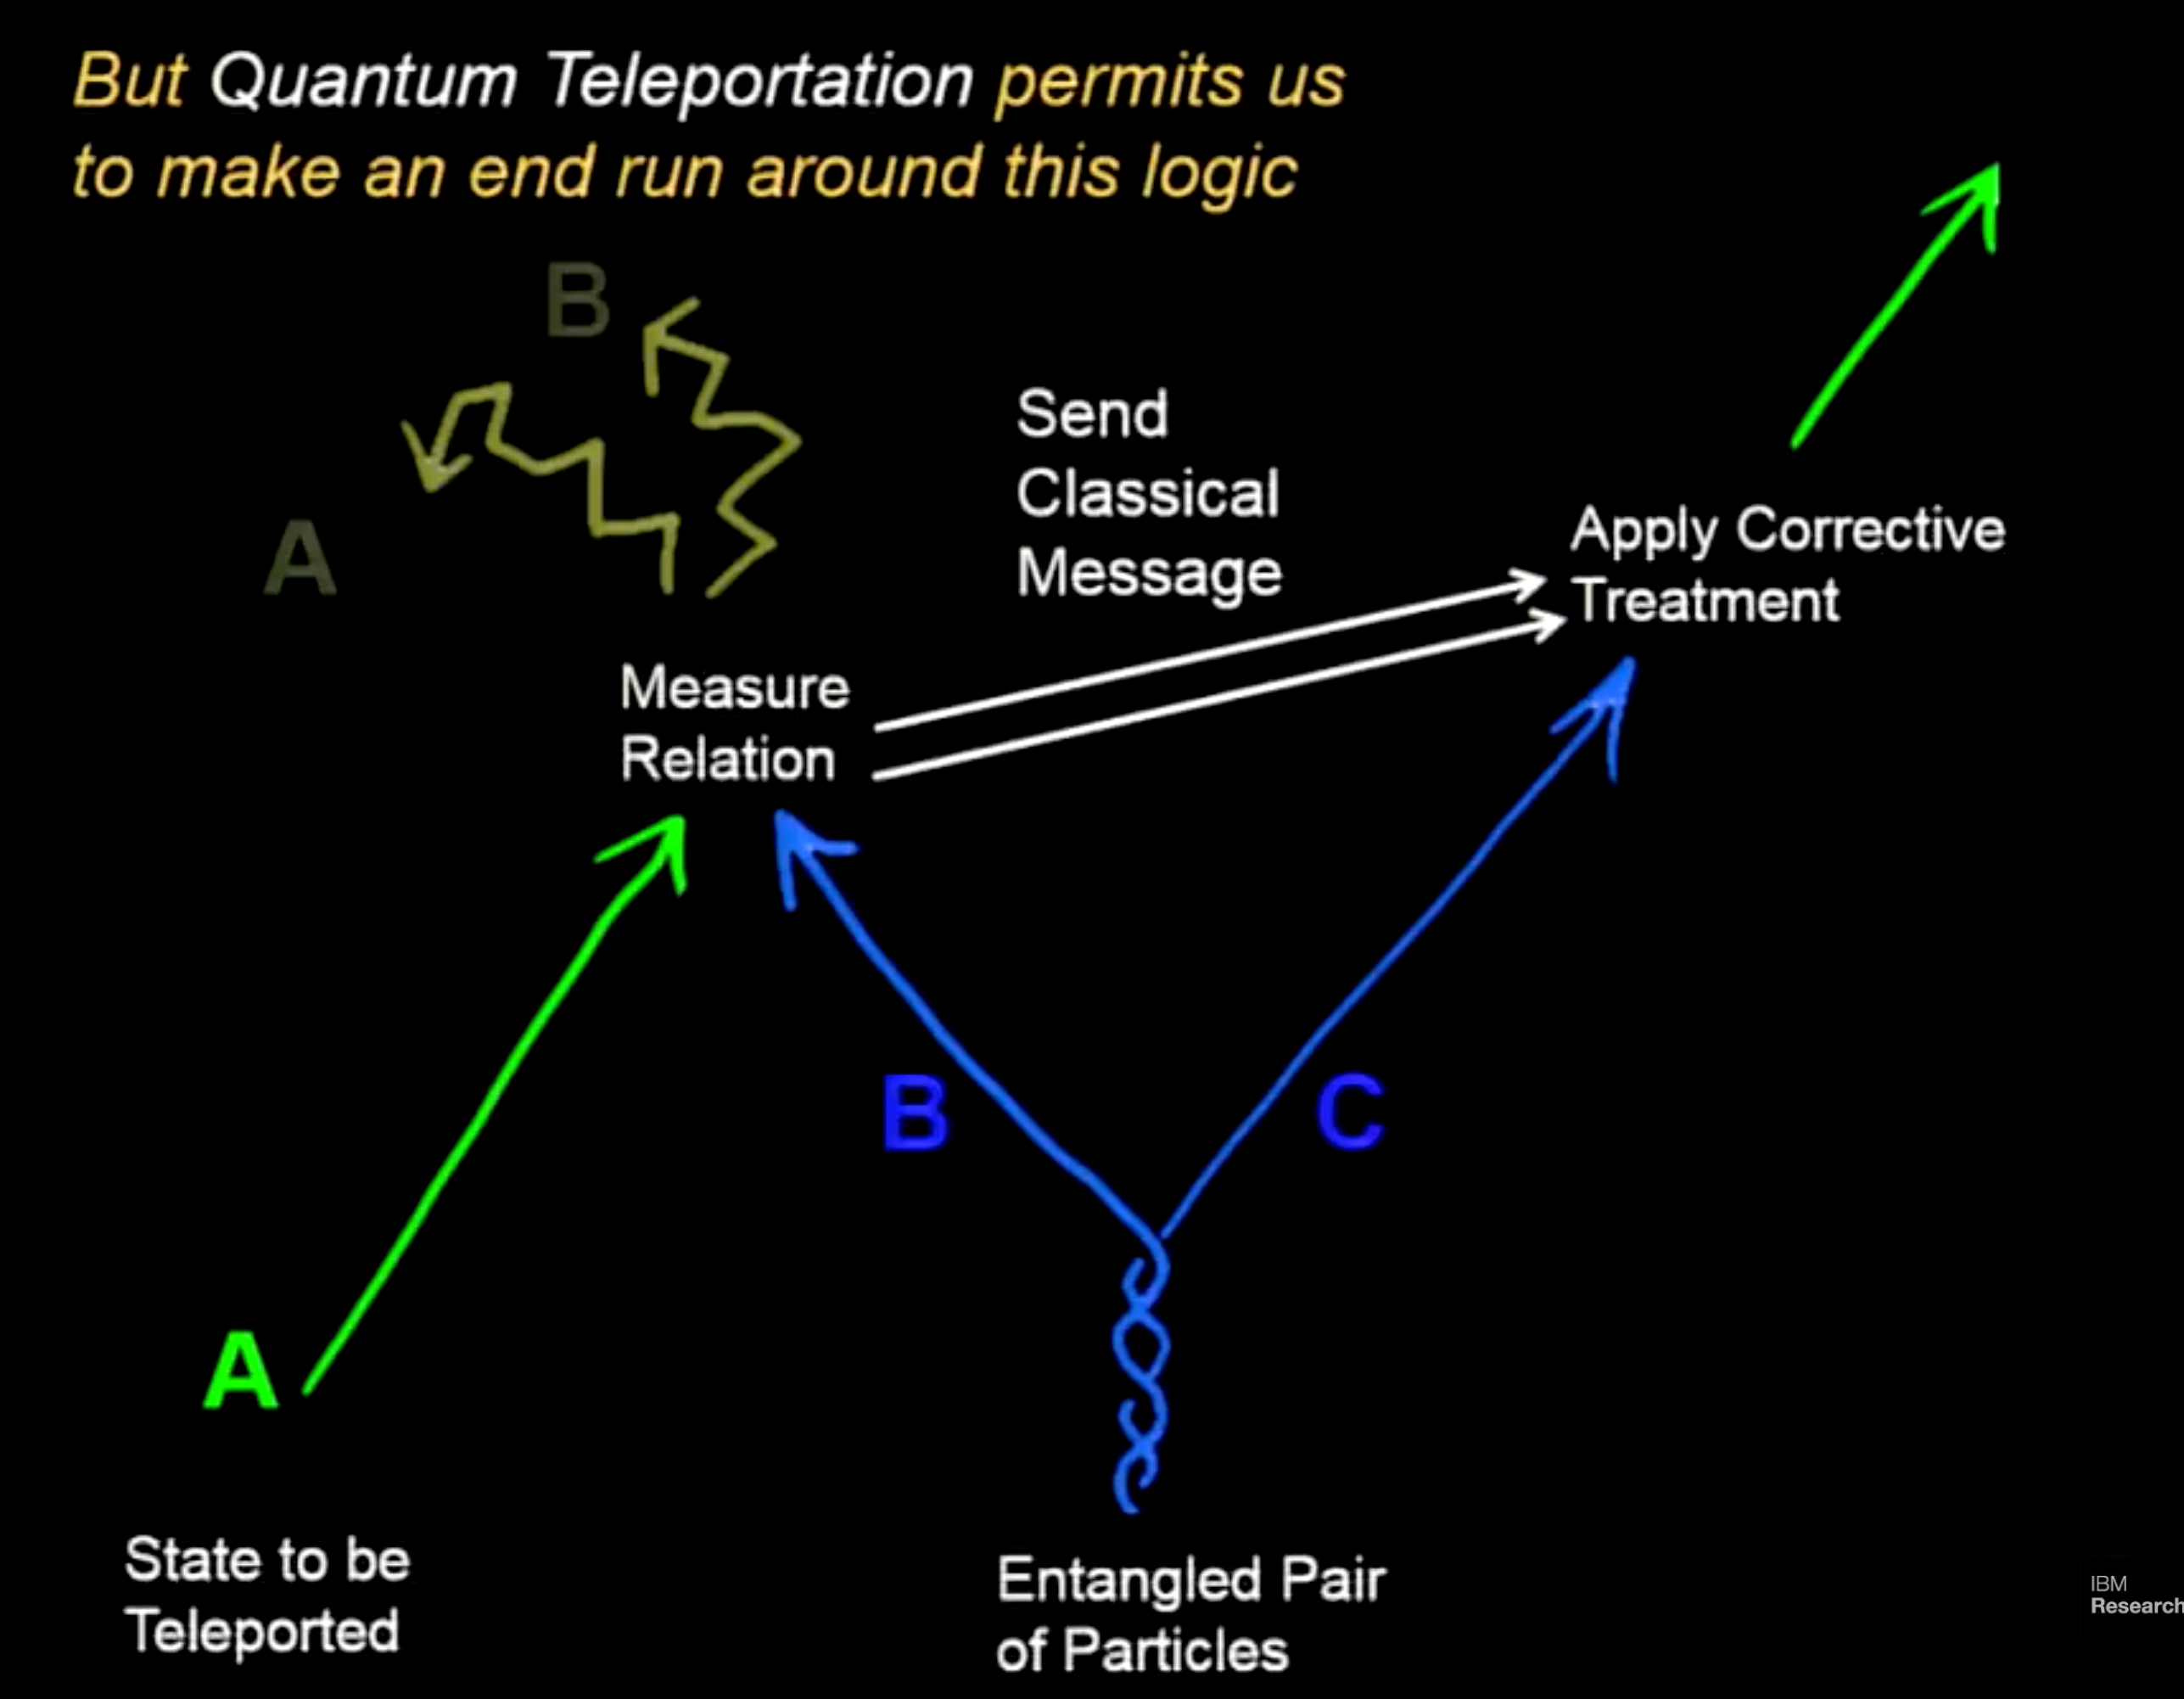 But Quantum Teleportation permits us
to make an end run around this logic
B
A
Send
Classical
Message
Apply Corrective
Treatment
Measure
Relation
B
C
A
State to be
Teleported
Entangled Pair
of Particles
IBM
Research